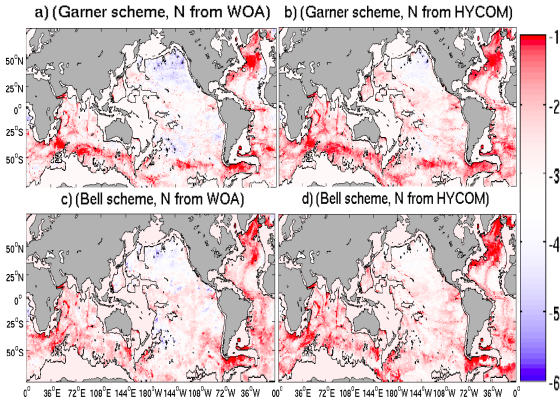 a) (Garner scheme, N from WOA)
b) (Garner scheme, N from HYCOM)
50°N
25°N
0°
25°S
50°S
-1
-2
-3
-4
-5
-6
c) (Bell scheme, N from WOA)
d) (Bell scheme, N from HYCOM)
50°N
25°N
0°
25°S
50°S
0° 36°E 72°E 108°E 144°E 180°W 144°W 108°W 72°W 36°W
00 36°E 72°E 108°E 144°E 180°W 144°W 108°W 72°W 36°W 0°